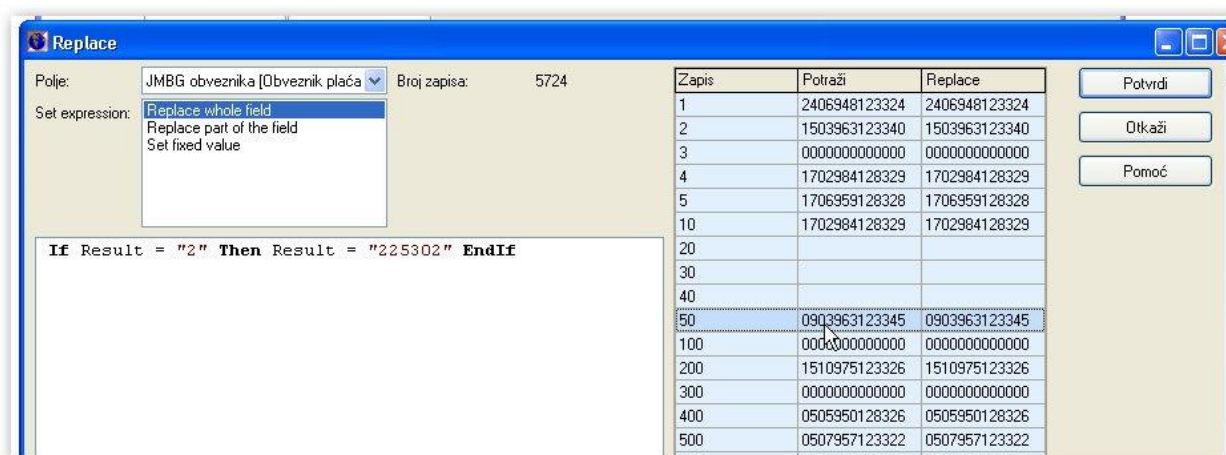 Replace
Polje: JMBG obveznika [Obveznik plaća Broj zapisa: 5724
Set expression: Replace whole field
Replace part of the field
Set fixed value
If Result = "2" Then Result = "225302" EndIf
Zapis Potraži Replace
1 2406948123324 2406948123324
2 1503963123340 1503963123340
3 0000000000000 0000000000000
4 1702984128329 1702984128329
5 1706959128328 1706959128328
10 1702984128329 1702984128329
20
30
40
50 0903963123345 0903963123345
100 0000000000000 0000000000000
200 1510975123326 1510975123326
300 0000000000000 0000000000000
400 0505950128326 0505950128326
500 0507957123322 0507957123322
Potvrdi
Otkaži
Pomoć